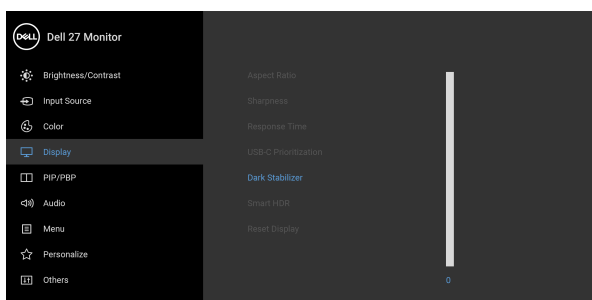 DELL Dell 27 Monitor
Brightness/Contrast
Input Source
Color
Display
PIP/PBP
Audio
Menu
Personalize
Others
Aspect Ratio
Sharpness
Response Time
USB-C Prioritization
Dark Stabilizer
Smart HDR
Reset Display
0